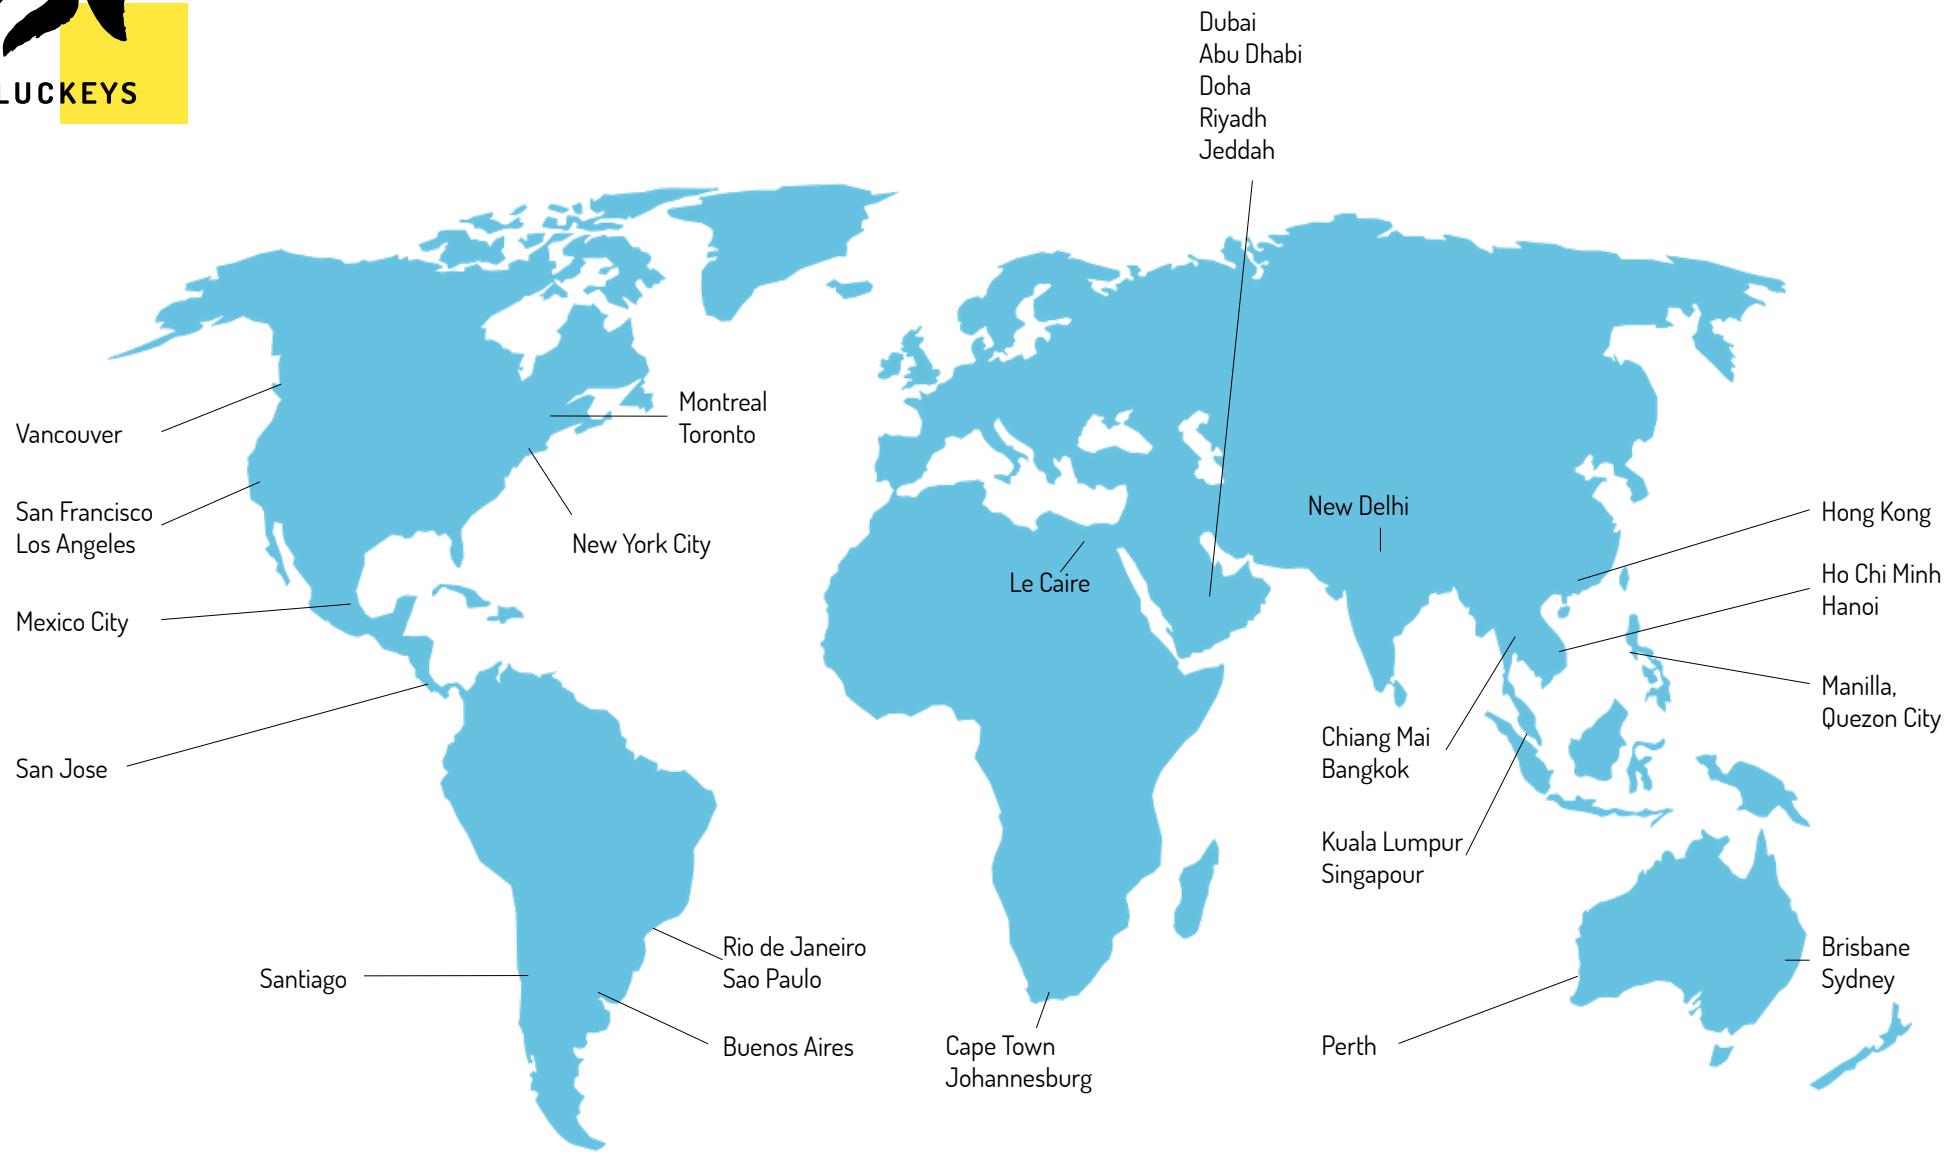 LUCKEYS
Dubai
Abu Dhabi
Doha
Riyadh
Jeddah
Vancouver
Montreal
Toronto
San Francisco
Los Angeles
New York City
Mexico City
San Jose
Le Caire
New Delhi
Hong Kong
Ho Chi Minh
Hanoi
Manilla,
Quezon City
Chiang Mai
Bangkok
Kuala Lumpur
Singapour
Santiago
Rio de Janeiro
Sao Paulo
Buenos Aires
Cape Town
Johannesburg
Perth
Brisbane
Sydney